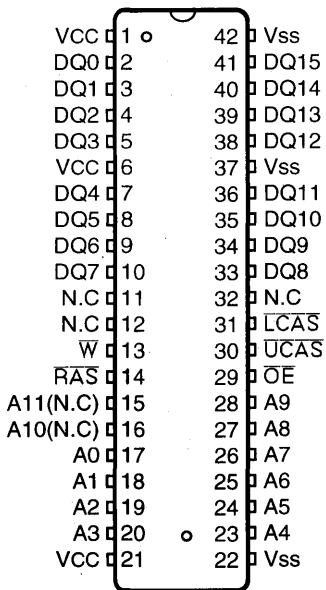 VCC 1 42 Vss
DQ0 2 41 DQ15
DQ1 3 40 DQ14
DQ2 4 39 DQ13
DQ3 5 38 DQ12
VCC 6 37 Vss
DQ4 7 36 DQ11
DQ5 8 35 DQ10
DQ6 9 34 DQ9
DQ7 10 33 DQ8
N.C 11 32 N.C
N.C 12 31 L̅C̅A̅S̅
W̅ 13 30 U̅C̅A̅S̅
R̅A̅S̅ 14 29 O̅E̅
A11(N.C) 15 28 A9
A10(N.C) 16 27 A8
A0 17 26 A7
A1 18 25 A6
A2 19 24 A5
A3 20 23 A4
VCC 21 22 Vss